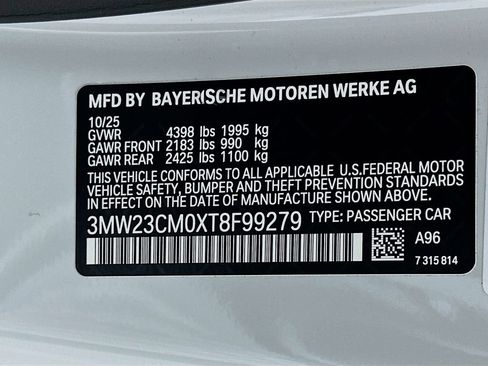 MFD BY BAYERISCHE MOTOREN WERKE AG
10/25
GVWR 4398 lbs 1995 kg
GAWR FRONT 2183 lbs 990 kg
GAWR REAR 2425 lbs 1100 kg
THIS VEHICLE CONFORMS TO ALL APPLICABLE U.S.FEDERAL MOTOR
VEHICLE SAFETY, BUMPER AND THEFT PREVENTION STANDARDS
IN EFFECT ON THE DATE OF MANUFACTURE SHOWN ABOVE.
3MW23CM0XT8F99279 TYPE: PASSENGER CAR
A96
7 315 814